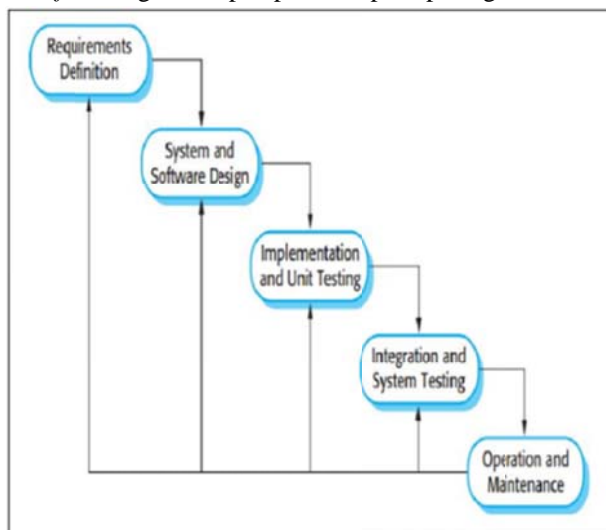 Requirements
Definition
System and
Software Design
Implementation
and Unit Testing
Integration and
System Testing
Operation and
Maintenance